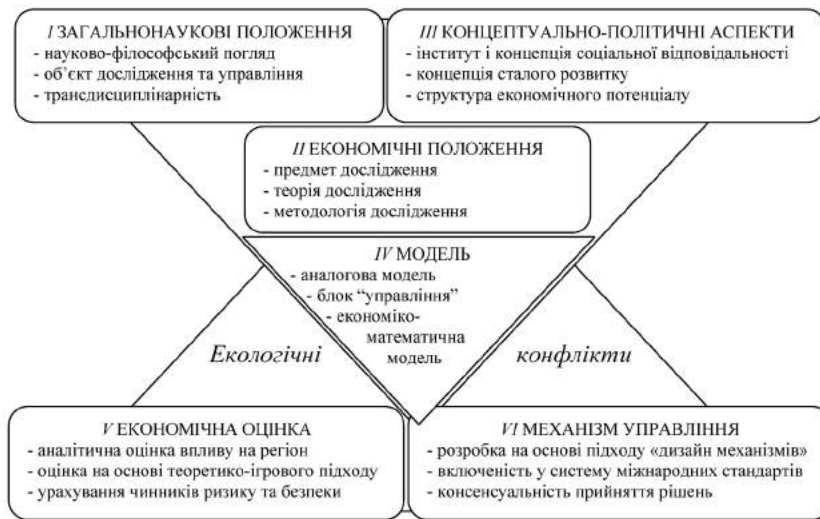 I ЗАГАЛЬНОНАУКОВІ ПОЛОЖЕННЯ
- науково-філософський погляд
- об’єкт дослідження та управління
- трансдисциплінарність
III КОНЦЕПТУАЛЬНО-ПОЛІТИЧНІ АСПЕКТИ
- інститут і концепція соціальної відповідальності
- концепція сталого розвитку
- структура економічного потенціалу
II ЕКОНОМІЧНІ ПОЛОЖЕННЯ
- предмет дослідження
- теорія дослідження
- методологія дослідження
IV МОДЕЛЬ
- аналогова модель
- блок “управління”
- економіко-
математична
модель
Екологічні
конфлікти
V ЕКОНОМІЧНА ОЦІНКА
- аналітична оцінка впливу на регіон
- оцінка на основі теоретико-ігрового підходу
- урахування чинників ризику та безпеки
VI МЕХАНІЗМ УПРАВЛІННЯ
- розробка на основі підходу «дизайн механізмів»
- включеність у систему міжнародних стандартів
- консенсуальність прийняття рішень